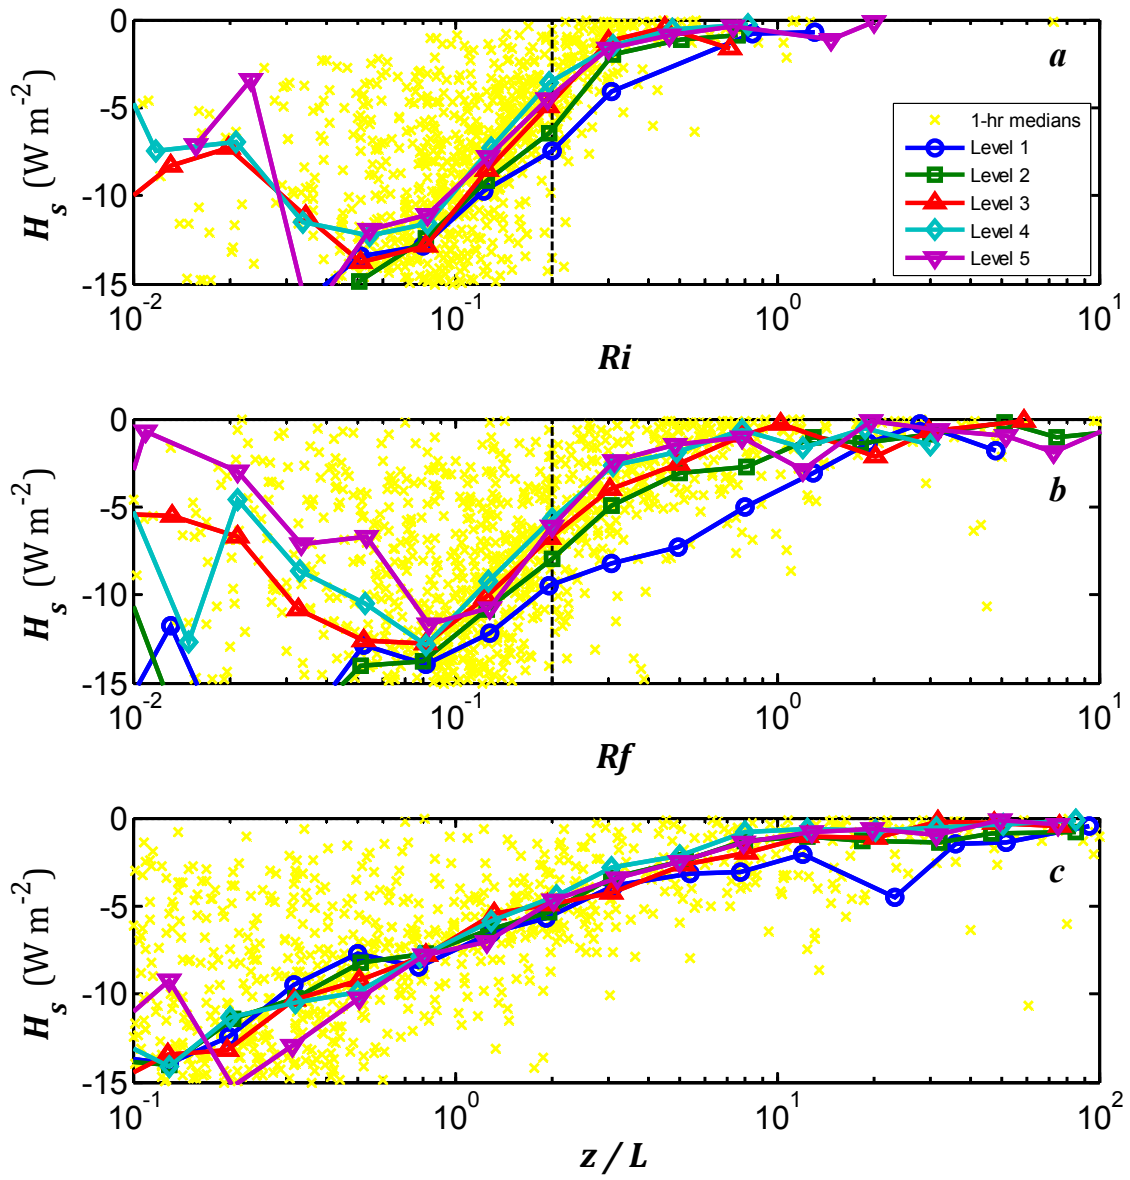 0
-5
-10
-15
H_s (W m^-2)
a
1-hr medians
Level 1
Level 2
Level 3
Level 4
Level 5
10^-2
10^-1
10^0
10^1
Ri
0
-5
-10
-15
H_s (W m^-2)
b
10^-2
10^-1
10^0
10^1
Rf
0
-5
-10
-15
H_s (W m^-2)
c
10^-1
10^0
10^1
10^2
z / L